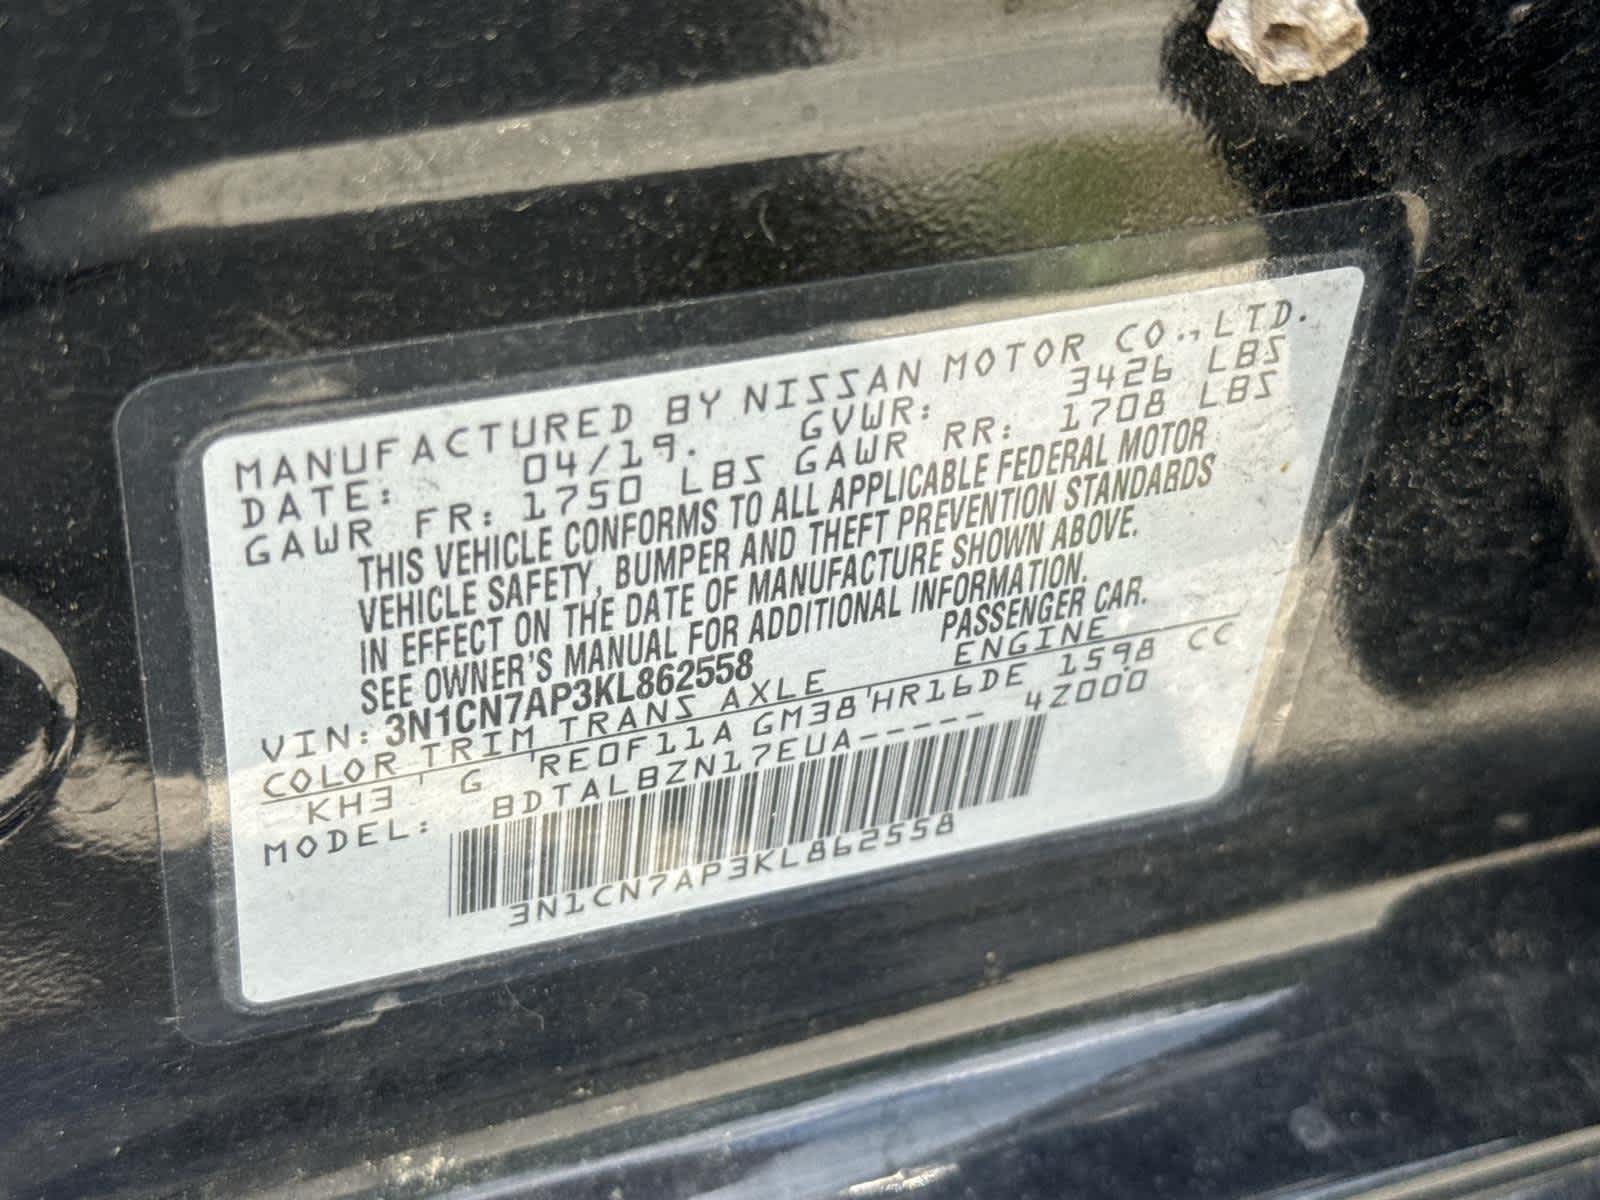 MANUFACTURED BY NISSAN MOTOR CO., LTD.
DATE: 04/19. GVWR: 3426 LBS
GAWR FR: 1750 LBS GAWR RR: 1708 LBS
THIS VEHICLE CONFORMS TO ALL APPLICABLE FEDERAL MOTOR
VEHICLE SAFETY, BUMPER AND THEFT PREVENTION STANDARDS
IN EFFECT ON THE DATE OF MANUFACTURE SHOWN ABOVE.
SEE OWNER'S MANUAL FOR ADDITIONAL INFORMATION.
VIN: 3N1CN7AP3KL862558 PASSENGER CAR.
COLOR TRIM TRANS AXLE ENGINE
KH3 G RE0F11A GM38 HR16DE 1598 CC
MODEL: BDTALBZN17EUA----- 4Z000
3N1CN7AP3KL862558